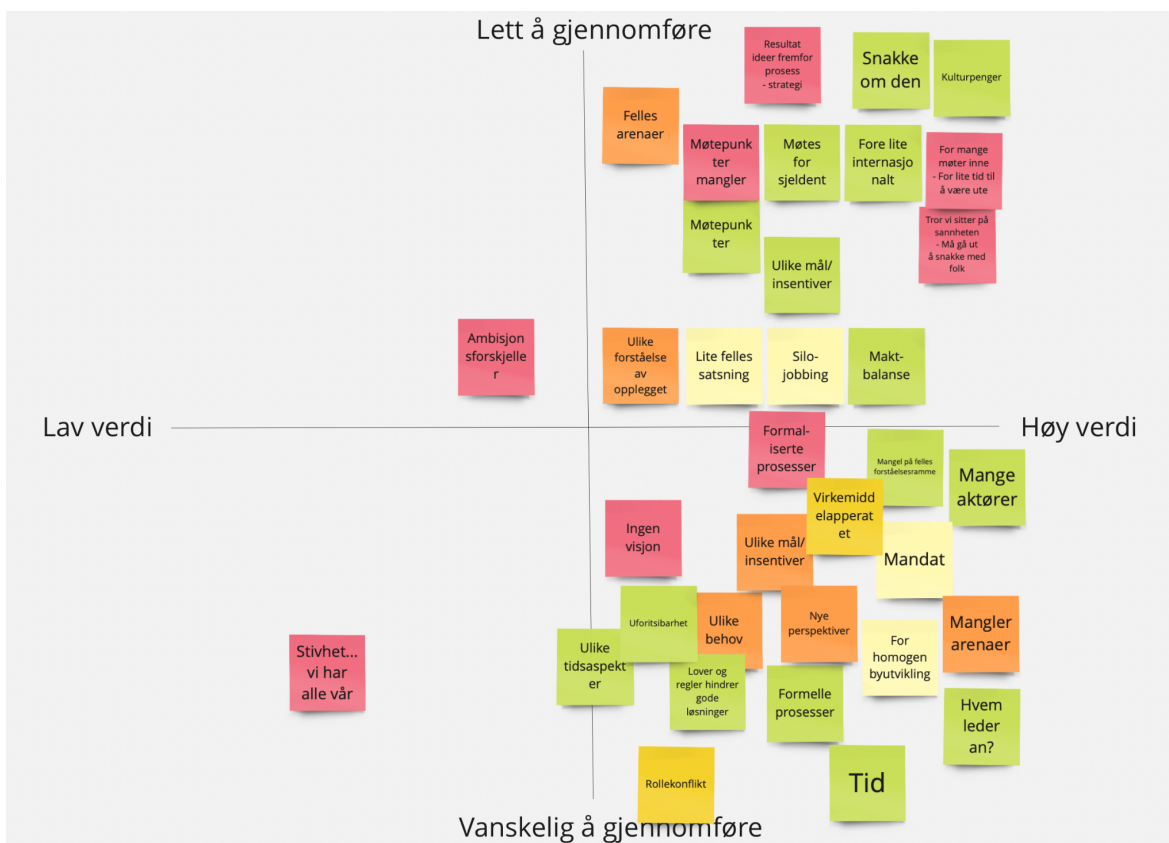 Lett å gjennomføre
Resultat
ideer fremfor
prosess
- strategi
Snakke
om den
Kulturpenger
Felles
arenaer
Møtepunk
ter
mangler
Møtes
for
sjeldent
Fore lite
internasjo
nalt
For mange
møter inne
- For lite tid til
å være ute
Møtepunk
ter
Tror vi sitter på
sannheten
- Må gå ut
å snakke med
folk
Ulike mål/
insentiver
Ambisjon
sforskjelle
r
Ulike
forståelse
av
opplegget
Lite felles
satsning
Silo-
jobbing
Makt-
balanse
Lav verdi
Høy verdi
Formal-
iserte
prosesser
Mangel på felles
forståelsesramme
Mange
aktører
Virkemidd
elapperat
et
Ingen
visjon
Ulike mål/
insentiver
Mandat
Uforitsibarhet
Ulike
behov
Nye
perspektiver
Mangler
arenaer
Ulike
tidsaspekt
er
For
homogen
byutvikling
Stivhet...
vi har
alle vår
Lover og
regler hindrer
gode
løsninger
Formelle
prosesser
Hvem
leder
an?
Rollekonflikt
Tid
Vanskelig å gjennomføre